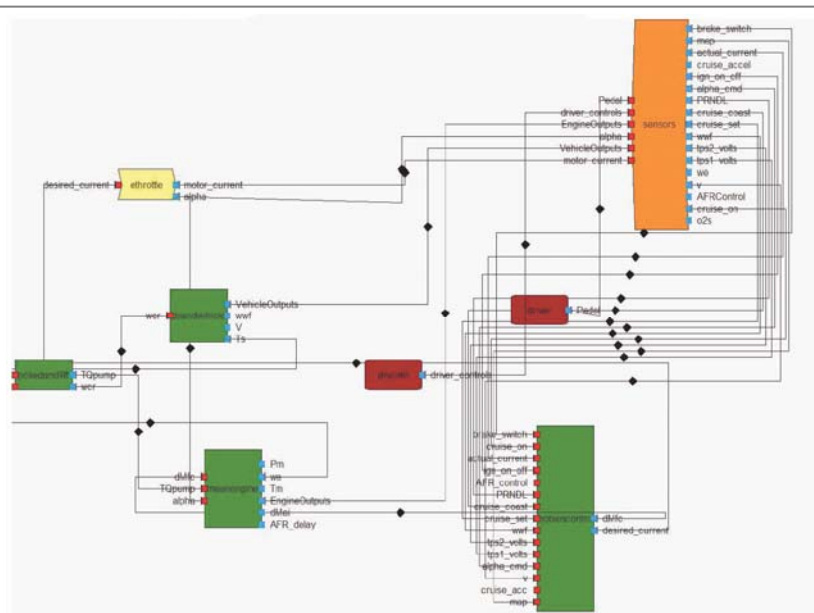 brake_switch
map
actual_current
cruise_accel
ign_on_off
alpha_cmd
PRNDL
cruise_coast
cruise_set
wwf
tps2_volts
tps1_volts
we
v
AFRControl
cruise_on
o2s
Pedal
driver_controls
EngineOutputs
alpha
VehicleOutputs
motor_current
sensors
desired_current
ethrottle
motor_current
alpha
wcr
VehicleOutputs
wwf
V
Ts
driver
Pedal
TQpump
wcr
driver_controls
dMfc
TQpump
alpha
Pm
we
Tm
EngineOutputs
dMai
AFR_delay
brake_switch
cruise_on
actual_current
ign_on_off
AFR_control
PRNDL
cruise_coast
cruise_set
wwf
tps2_volts
tps1_volts
alpha_cmd
v
cruise_acc
map
dMfc
desired_current